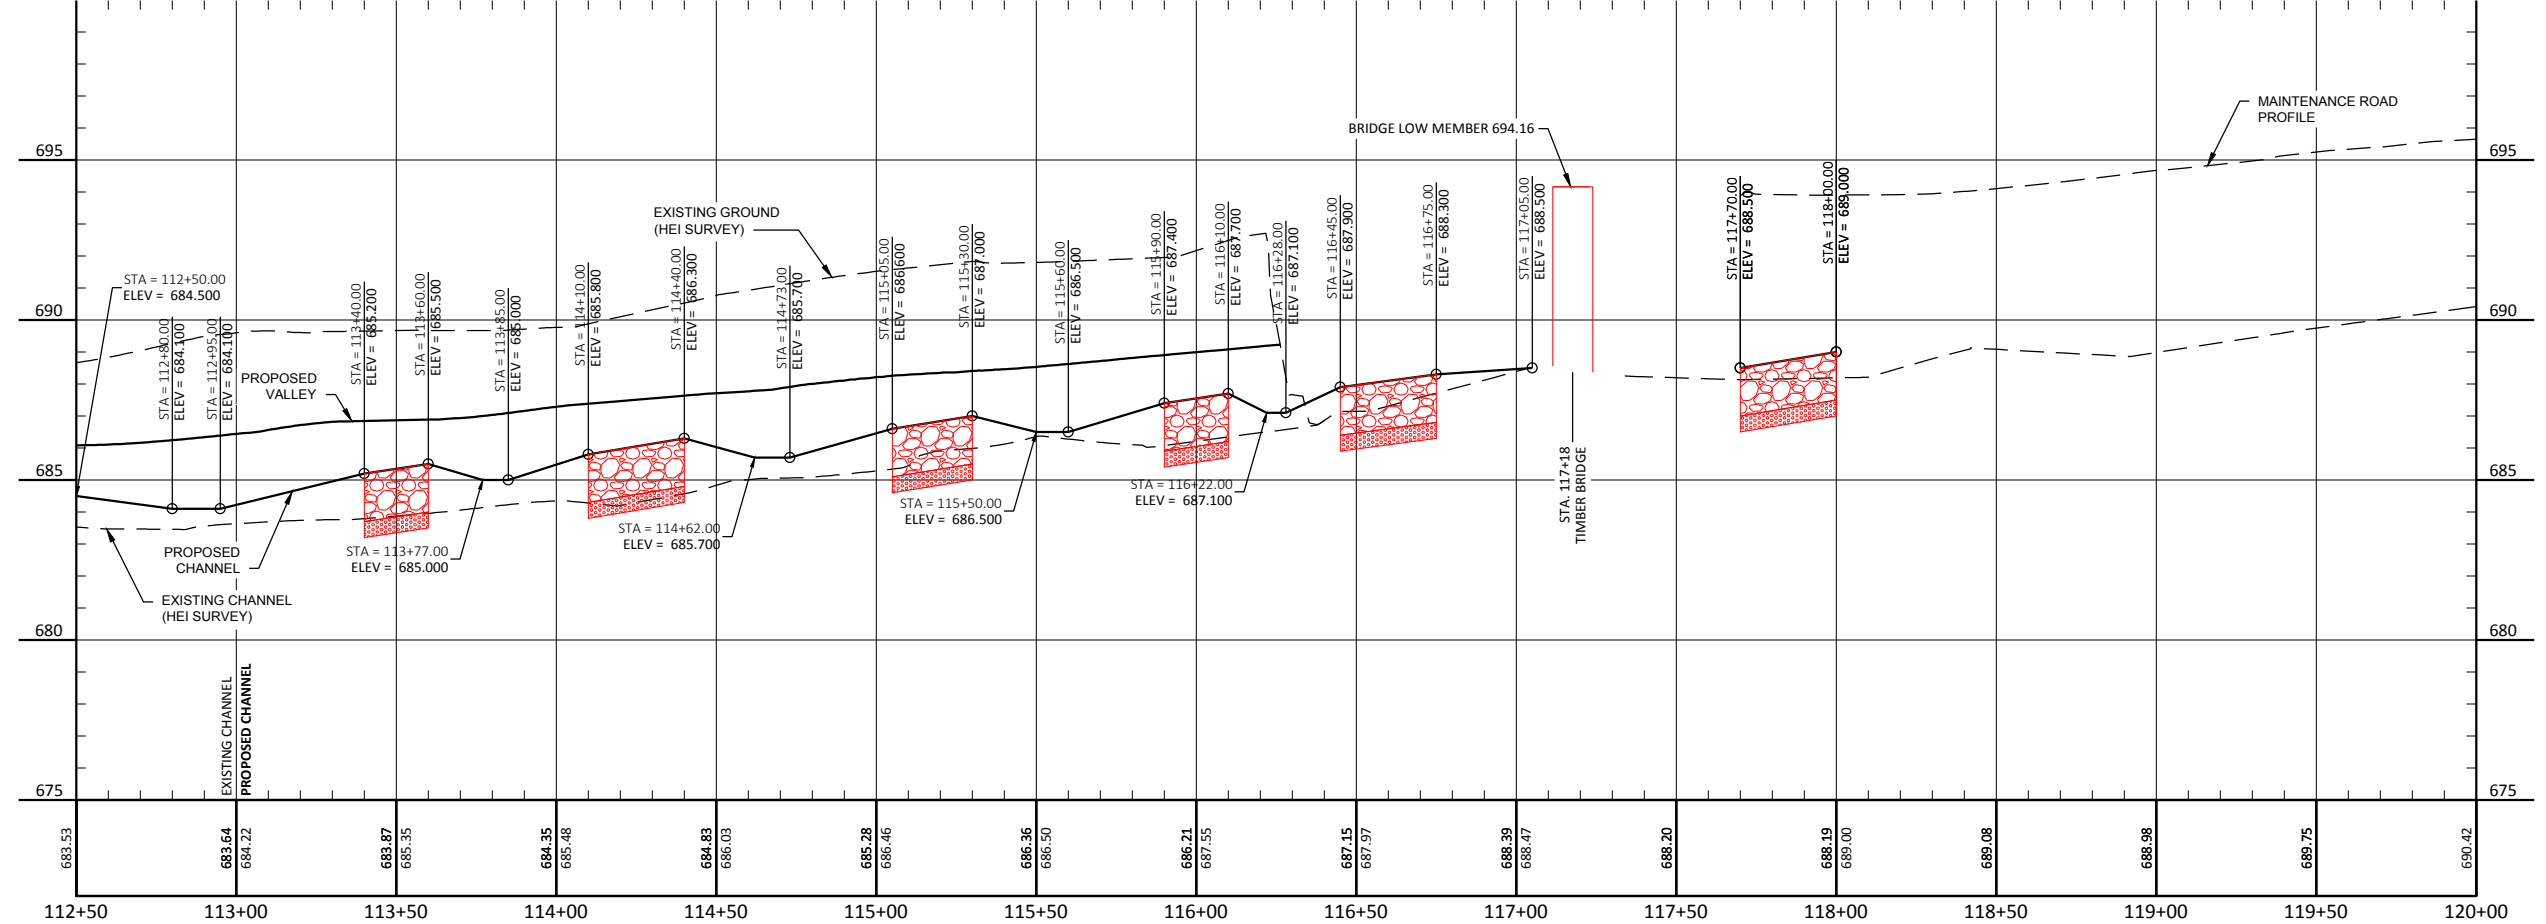 MAINTENANCE ROAD
PROFILE
BRIDGE LOW MEMBER 694.16
695
695
EXISTING GROUND
(HEI SURVEY)
STA = 112+50.00
ELEV = 684.500
STA = 112+80.00
ELEV = 684.100
STA = 112+95.00
ELEV = 684.100
STA = 113+40.00
ELEV = 685.200
STA = 113+60.00
ELEV = 685.500
STA = 113+85.00
ELEV = 685.000
STA = 114+10.00
ELEV = 685.800
STA = 114+40.00
ELEV = 686.300
STA = 114+73.00
ELEV = 685.700
STA = 115+05.00
ELEV = 686.600
STA = 115+30.00
ELEV = 687.000
STA = 115+60.00
ELEV = 686.500
STA = 115+90.00
ELEV = 687.400
STA = 116+10.00
ELEV = 687.700
STA = 116+28.00
ELEV = 687.100
STA = 116+45.00
ELEV = 687.900
STA = 116+75.00
ELEV = 688.300
STA = 117+05.00
ELEV = 688.500
STA = 117+70.00
ELEV = 688.500
STA = 118+00.00
ELEV = 689.000
690
690
PROPOSED
VALLEY
685
685
STA = 113+77.00
ELEV = 685.000
STA = 114+62.00
ELEV = 685.700
STA = 115+50.00
ELEV = 686.500
STA = 116+22.00
ELEV = 687.100
STA. 117+18
TIMBER BRIDGE
PROPOSED
CHANNEL
EXISTING CHANNEL
(HEI SURVEY)
680
680
EXISTING CHANNEL
PROPOSED CHANNEL
675
675
683.53
683.64
684.22
683.87
685.35
684.35
685.48
684.83
686.03
685.28
686.46
686.36
686.50
686.21
687.55
687.15
687.97
688.39
688.47
688.20
688.19
689.00
689.08
688.98
689.75
690.42
112+50
113+00
113+50
114+00
114+50
115+00
115+50
116+00
116+50
117+00
117+50
118+00
118+50
119+00
119+50
120+00